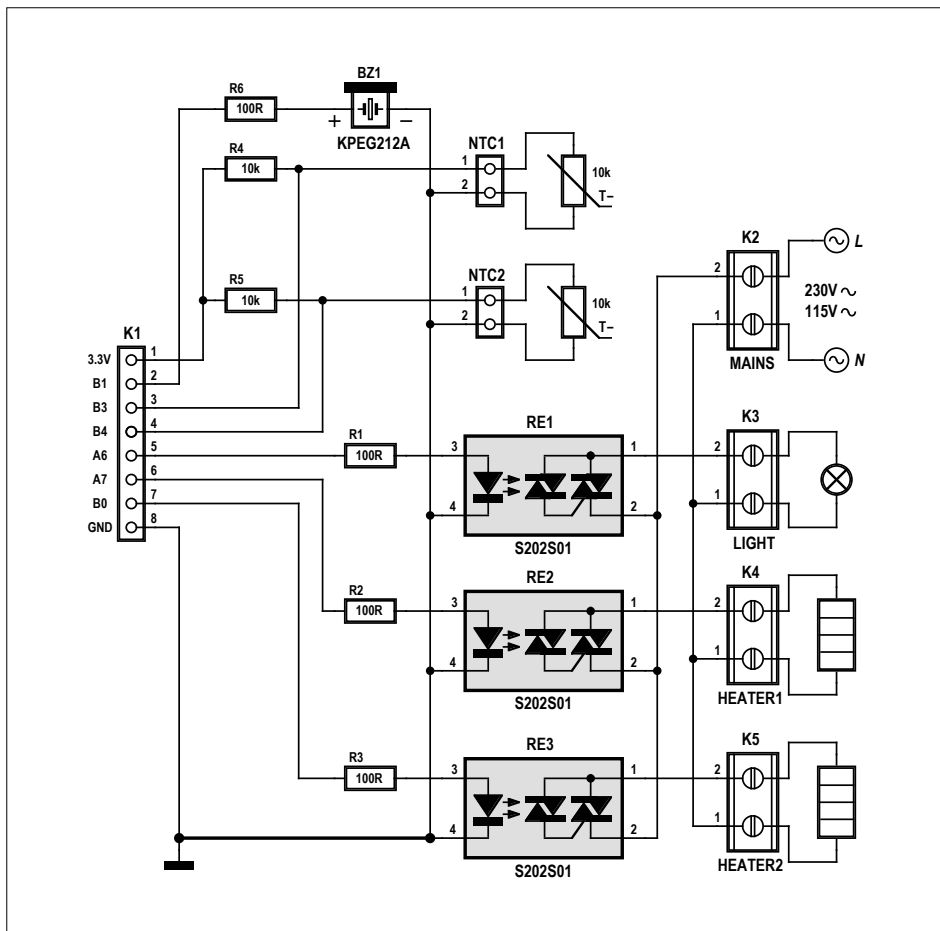 BZ1
R6
100R
+
−
KPEG212A
R4
10k
NTC1
1
2
10k
T−
R5
10k
NTC2
1
2
10k
T−
K2
2
1
L
230V ~
115V ~
N
MAINS
K1
3.3V 1
B1 2
B3 3
B4 4
A6 5
A7 6
B0 7
GND 8
R1
100R
RE1
3
4
1
2
S202S01
K3
2
1
LIGHT
R2
100R
RE2
3
4
1
2
S202S01
K4
2
1
HEATER1
R3
100R
RE3
3
4
1
2
S202S01
K5
2
1
HEATER2